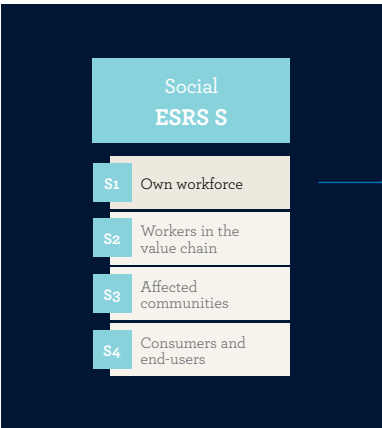 Social
ESRS S
S1 Own workforce
S2 Workers in the
value chain
S3 Affected
communities
S4 Consumers and
end-users